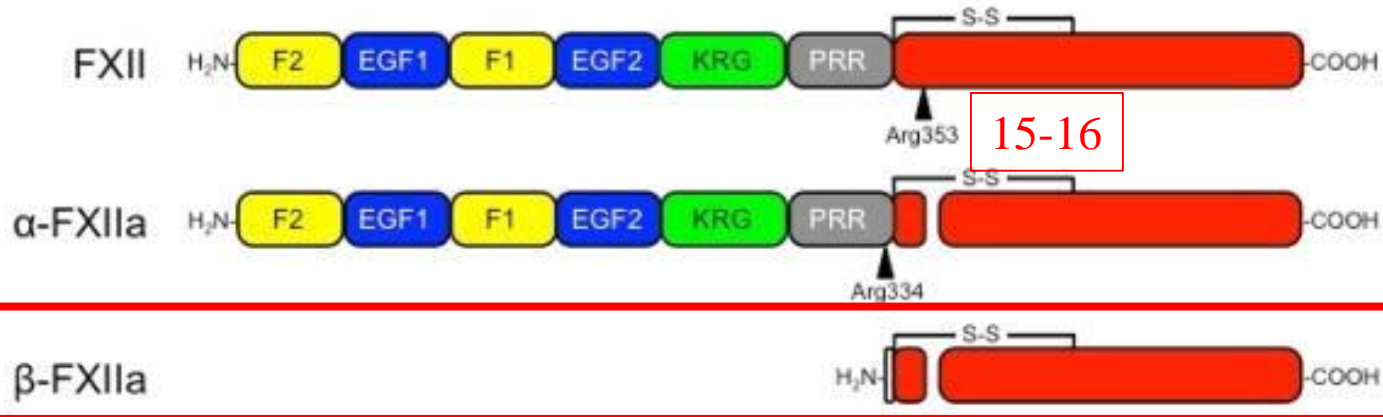 S-S
FXII H₂N- F2 EGF1 F1 EGF2 KRG PRR -COOH
Arg353 15-16
S-S
α-FXIIa H₂N- F2 EGF1 F1 EGF2 KRG PRR -COOH
Arg334
S-S
β-FXIIa H₂N- -COOH